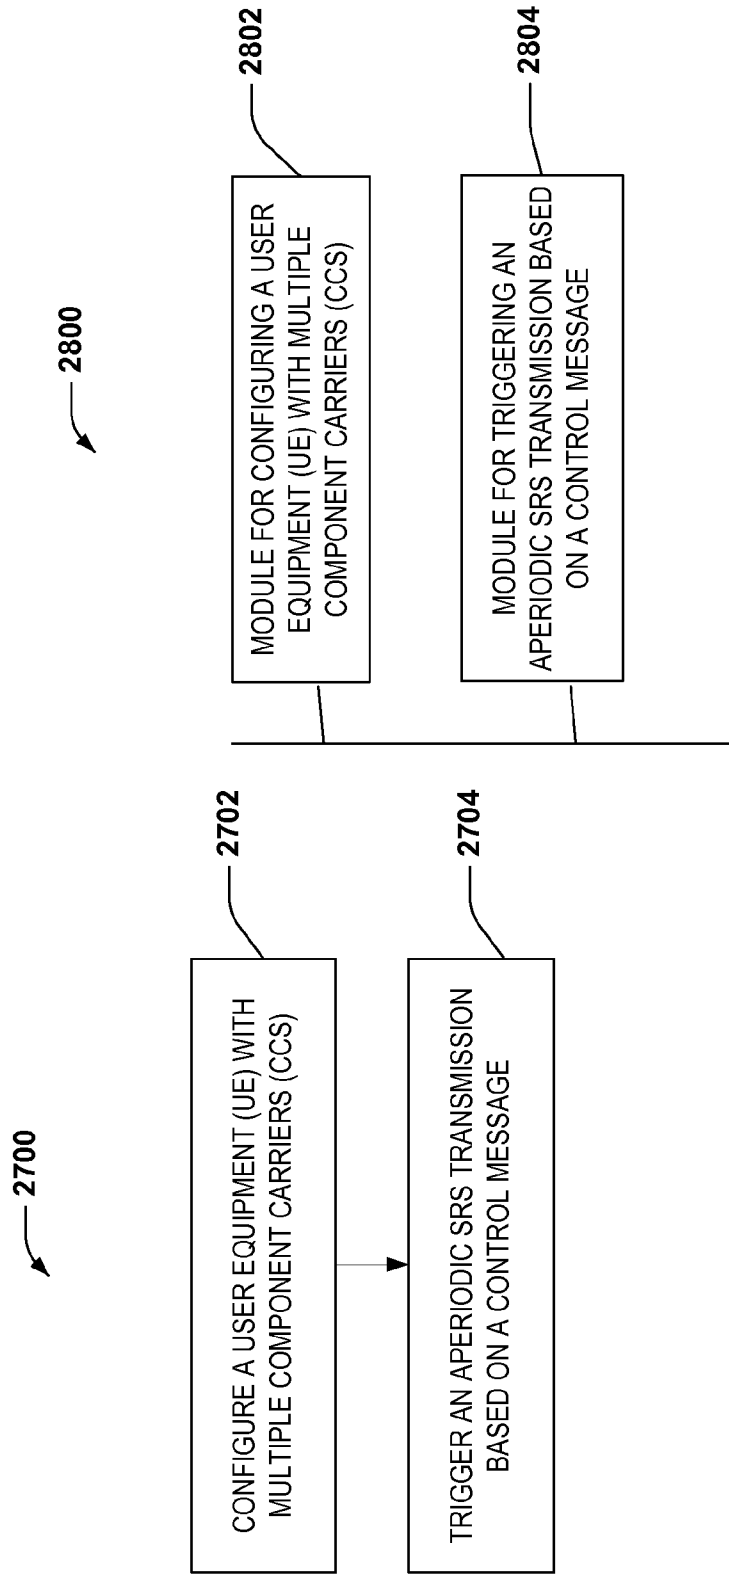 2700
2702
CONFIGURE A USER EQUIPMENT (UE) WITH
MULTIPLE COMPONENT CARRIERS (CCS)
2704
TRIGGER AN APERIODIC SRS TRANSMISSION
BASED ON A CONTROL MESSAGE
2800
2802
MODULE FOR CONFIGURING A USER
EQUIPMENT (UE) WITH MULTIPLE
COMPONENT CARRIERS (CCS)
2804
MODULE FOR TRIGGERING AN
APERIODIC SRS TRANSMISSION BASED
ON A CONTROL MESSAGE